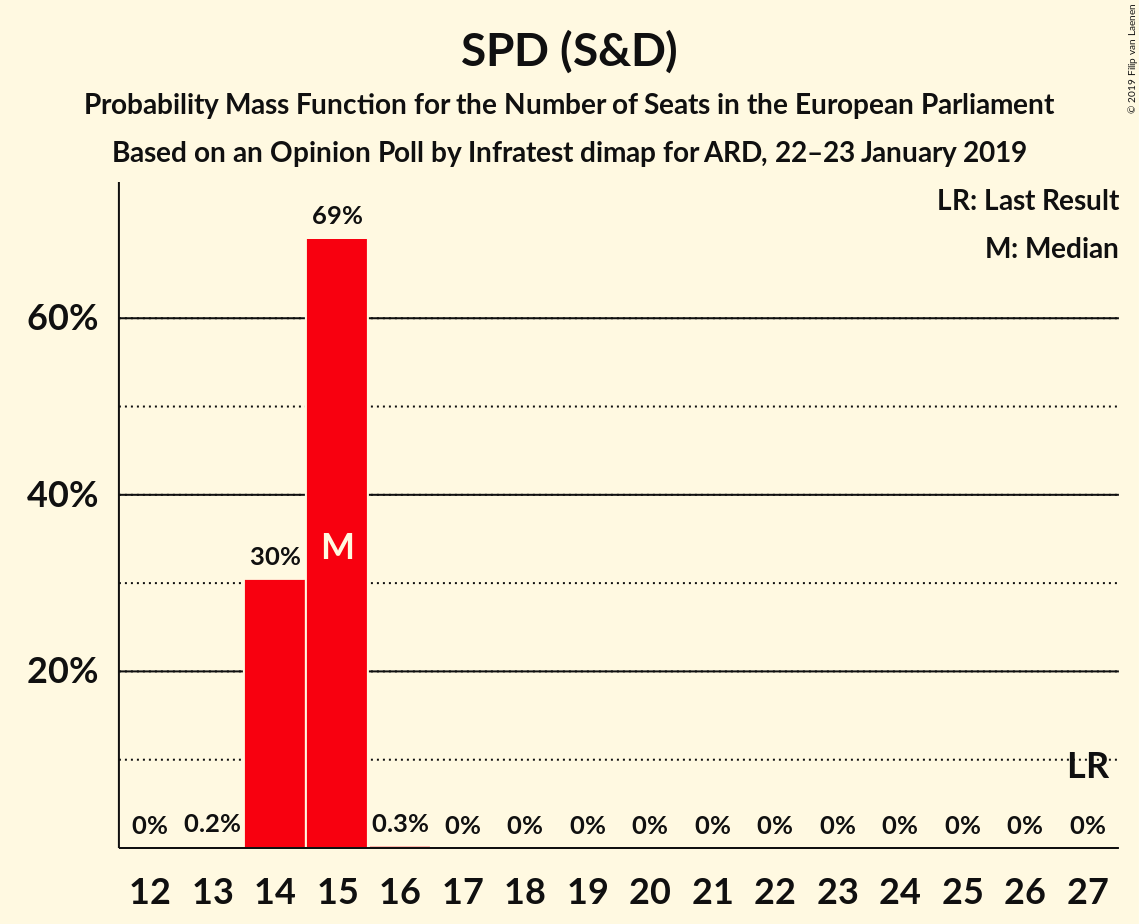 SPD (S&D)
Probability Mass Function for the Number of Seats in the European Parliament
Based on an Opinion Poll by Infratest dimap for ARD, 22–23 January 2019
© 2019 Filip van Laenen
LR: Last Result
M: Median
69%
60%
40%
M
30%
20%
LR
0% 0.2% 0.3% 0% 0% 0% 0% 0% 0% 0% 0% 0% 0% 0%
12 13 14 15 16 17 18 19 20 21 22 23 24 25 26 27